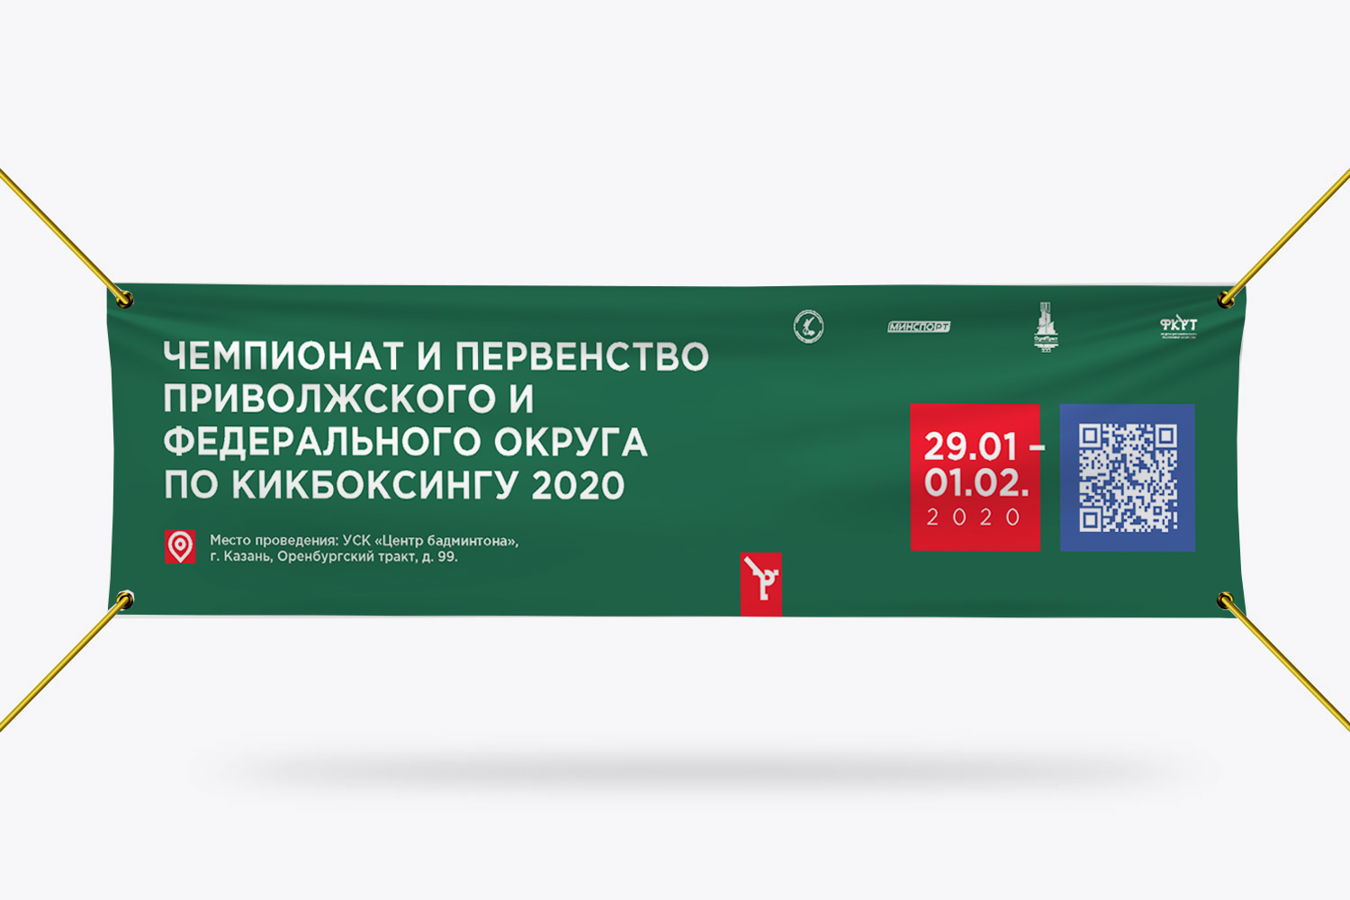 МИНСПОРТ
ФКРТ
ЧЕМПИОНАТ И ПЕРВЕНСТВО
ПРИВОЛЖСКОГО И
ФЕДЕРАЛЬНОГО ОКРУГА
ПО КИКБОКСИНГУ 2020
Место проведения: УСК «Центр бадминтона»,
г. Казань, Оренбургский тракт, д. 99.
29.01 –
01.02.
2020